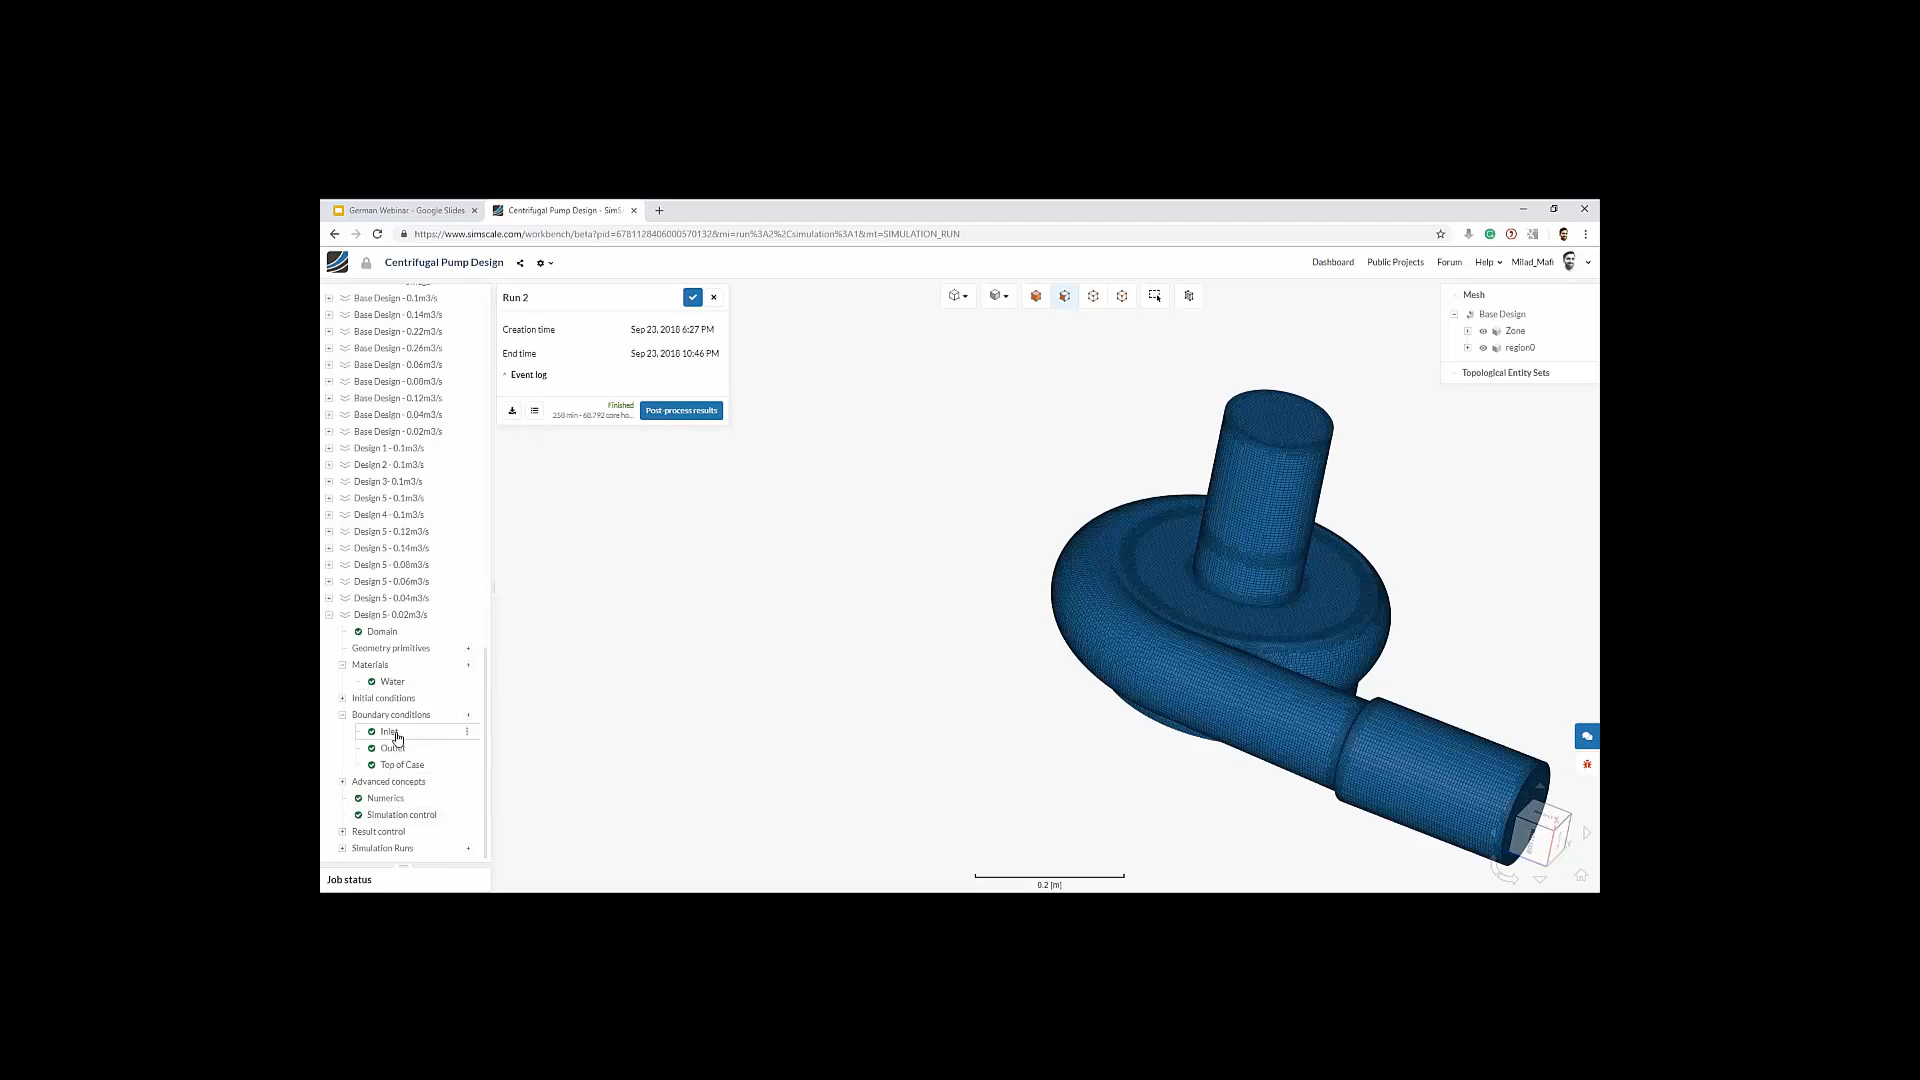 German Webinar - Google Slides
Centrifugal Pump Design - SimS
https://www.simscale.com/workbench/beta?pid=67811284060005701328&mi=run%3A2%2Csimulation%3A1&mt=SIMULATION_RUN
Centrifugal Pump Design
Dashboard Public Projects Forum Help Milad_Mafi
Base Design - 0.1m3/s
Base Design - 0.14m3/s
Base Design - 0.22m3/s
Base Design - 0.26m3/s
Base Design - 0.06m3/s
Base Design - 0.08m3/s
Base Design - 0.12m3/s
Base Design - 0.04m3/s
Base Design - 0.02m3/s
Design 1 - 0.1m3/s
Design 2 - 0.1m3/s
Design 3- 0.1m3/s
Design 5 - 0.1m3/s
Design 4 - 0.1m3/s
Design 5 - 0.12m3/s
Design 5 - 0.14m3/s
Design 5 - 0.08m3/s
Design 5 - 0.06m3/s
Design 5 - 0.04m3/s
Design 5- 0.02m3/s
Domain
Geometry primitives
Materials
Water
Initial conditions
Boundary conditions
Inlet
Outlet
Top of Case
Advanced concepts
Numerics
Simulation control
Result control
Simulation Runs
Job status
Run 2
Creation time Sep 23, 2018 6:27 PM
End time Sep 23, 2018 10:46 PM
Event log
Finished
258 min - 68.792 core ho...
Post-process results
Mesh
Base Design
Zone
region0
Topological Entity Sets
0.2 [m]